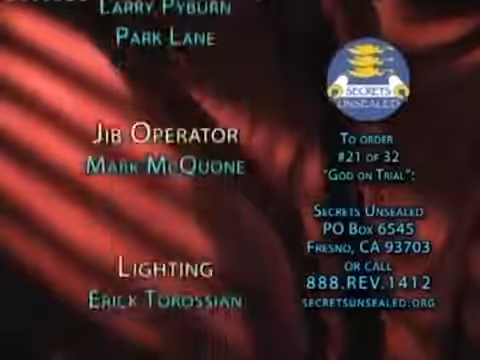 Larry Pyburn
Park Lane
Jib Operator
Mark McQuone
Lighting
Erick Torossian
SECRETS
UNSEALED
To order
#21 of 32
"God on Trial":
Secrets Unsealed
PO Box 6545
Fresno, CA 93703
or call
888.REV.1412
secretsunsealed.org